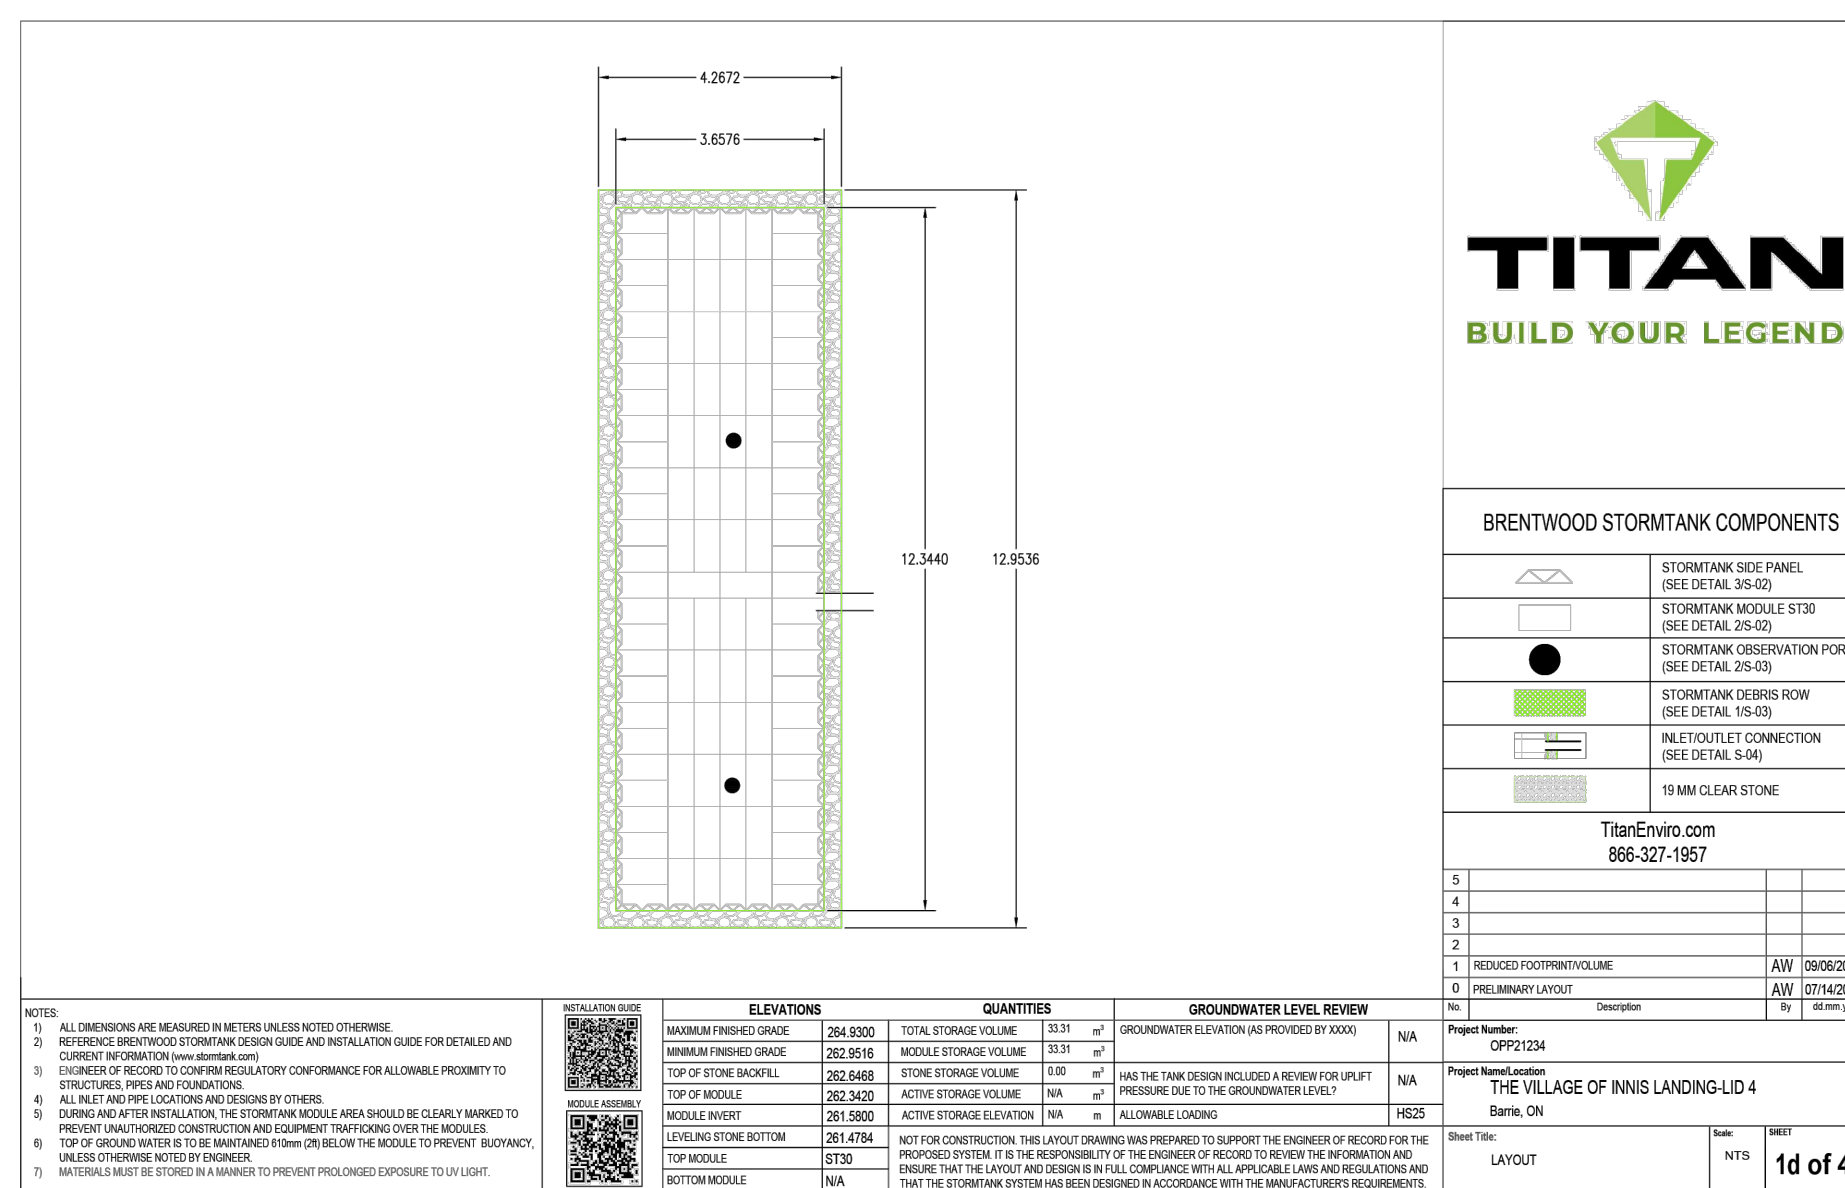 4.2672
3.6576
12.3440
12.9536
TITAN
BUILD YOUR LEGEND
BRENTWOOD STORMTANK COMPONENTS
STORMTANK SIDE PANEL
(SEE DETAIL 3/S-02)
STORMTANK MODULE ST30
(SEE DETAIL 2/S-02)
STORMTANK OBSERVATION POR
(SEE DETAIL 2/S-03)
STORMTANK DEBRIS ROW
(SEE DETAIL 1/S-03)
INLET/OUTLET CONNECTION
(SEE DETAIL S-04)
19 MM CLEAR STONE
TitanEnviro.com
866-327-1957
5
4
3
2
1 REDUCED FOOTPRINT/VOLUME AW 09/06/20
0 PRELIMINARY LAYOUT AW 07/14/20
No. Description By dd.mm.y
Project Number:
OPP21234
Project Name/Location
THE VILLAGE OF INNIS LANDING-LID 4
Barrie, ON
Sheet Title:
LAYOUT
Scale:
NTS
SHEET
1d of 4
NOTES:
1) ALL DIMENSIONS ARE MEASURED IN METERS UNLESS NOTED OTHERWISE.
2) REFERENCE BRENTWOOD STORMTANK DESIGN GUIDE AND INSTALLATION GUIDE FOR DETAILED AND
CURRENT INFORMATION (www.stormtank.com)
3) ENGINEER OF RECORD TO CONFIRM REGULATORY CONFORMANCE FOR ALLOWABLE PROXIMITY TO
STRUCTURES, PIPES AND FOUNDATIONS.
4) ALL INLET AND PIPE LOCATIONS AND DESIGNS BY OTHERS.
5) DURING AND AFTER INSTALLATION, THE STORMTANK MODULE AREA SHOULD BE CLEARLY MARKED TO
PREVENT UNAUTHORIZED CONSTRUCTION AND EQUIPMENT TRAFFICKING OVER THE MODULES.
6) TOP OF GROUND WATER IS TO BE MAINTAINED 610mm (2ft) BELOW THE MODULE TO PREVENT BUOYANCY,
UNLESS OTHERWISE NOTED BY ENGINEER.
7) MATERIALS MUST BE STORED IN A MANNER TO PREVENT PROLONGED EXPOSURE TO UV LIGHT.
INSTALLATION GUIDE
MODULE ASSEMBLY
ELEVATIONS
MAXIMUM FINISHED GRADE 264.9300
MINIMUM FINISHED GRADE 262.9516
TOP OF STONE BACKFILL 262.6468
TOP OF MODULE 262.3420
MODULE INVERT 261.5800
LEVELING STONE BOTTOM 261.4784
TOP MODULE ST30
BOTTOM MODULE N/A
QUANTITIES
TOTAL STORAGE VOLUME 33.31 m³
MODULE STORAGE VOLUME 33.31 m³
STONE STORAGE VOLUME 0.00 m³
ACTIVE STORAGE VOLUME N/A m³
ACTIVE STORAGE ELEVATION N/A m
GROUNDWATER LEVEL REVIEW
GROUNDWATER ELEVATION (AS PROVIDED BY XXXX) N/A
HAS THE TANK DESIGN INCLUDED A REVIEW FOR UPLIFT
PRESSURE DUE TO THE GROUNDWATER LEVEL? N/A
ALLOWABLE LOADING HS25
NOT FOR CONSTRUCTION. THIS LAYOUT DRAWING WAS PREPARED TO SUPPORT THE ENGINEER OF RECORD FOR THE
PROPOSED SYSTEM. IT IS THE RESPONSIBILITY OF THE ENGINEER OF RECORD TO REVIEW THE INFORMATION AND
ENSURE THAT THE LAYOUT AND DESIGN IS IN FULL COMPLIANCE WITH ALL APPLICABLE LAWS AND REGULATIONS AND
THAT THE STORMTANK SYSTEM HAS BEEN DESIGNED IN ACCORDANCE WITH THE MANUFACTURER'S REQUIREMENTS.